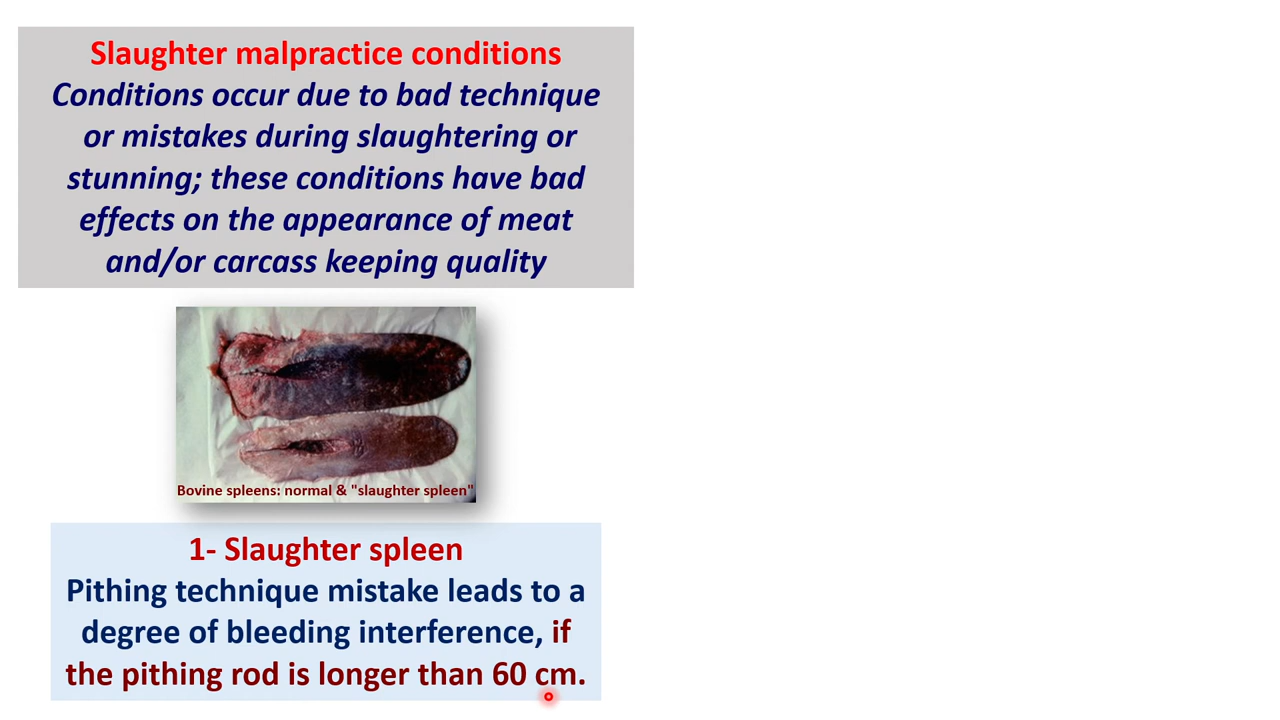 Slaughter malpractice conditions
Conditions occur due to bad technique
or mistakes during slaughtering or
stunning; these conditions have bad
effects on the appearance of meat
and/or carcass keeping quality
Bovine spleens: normal & "slaughter spleen"
1- Slaughter spleen
Pithing technique mistake leads to a
degree of bleeding interference, if
the pithing rod is longer than 60 cm.